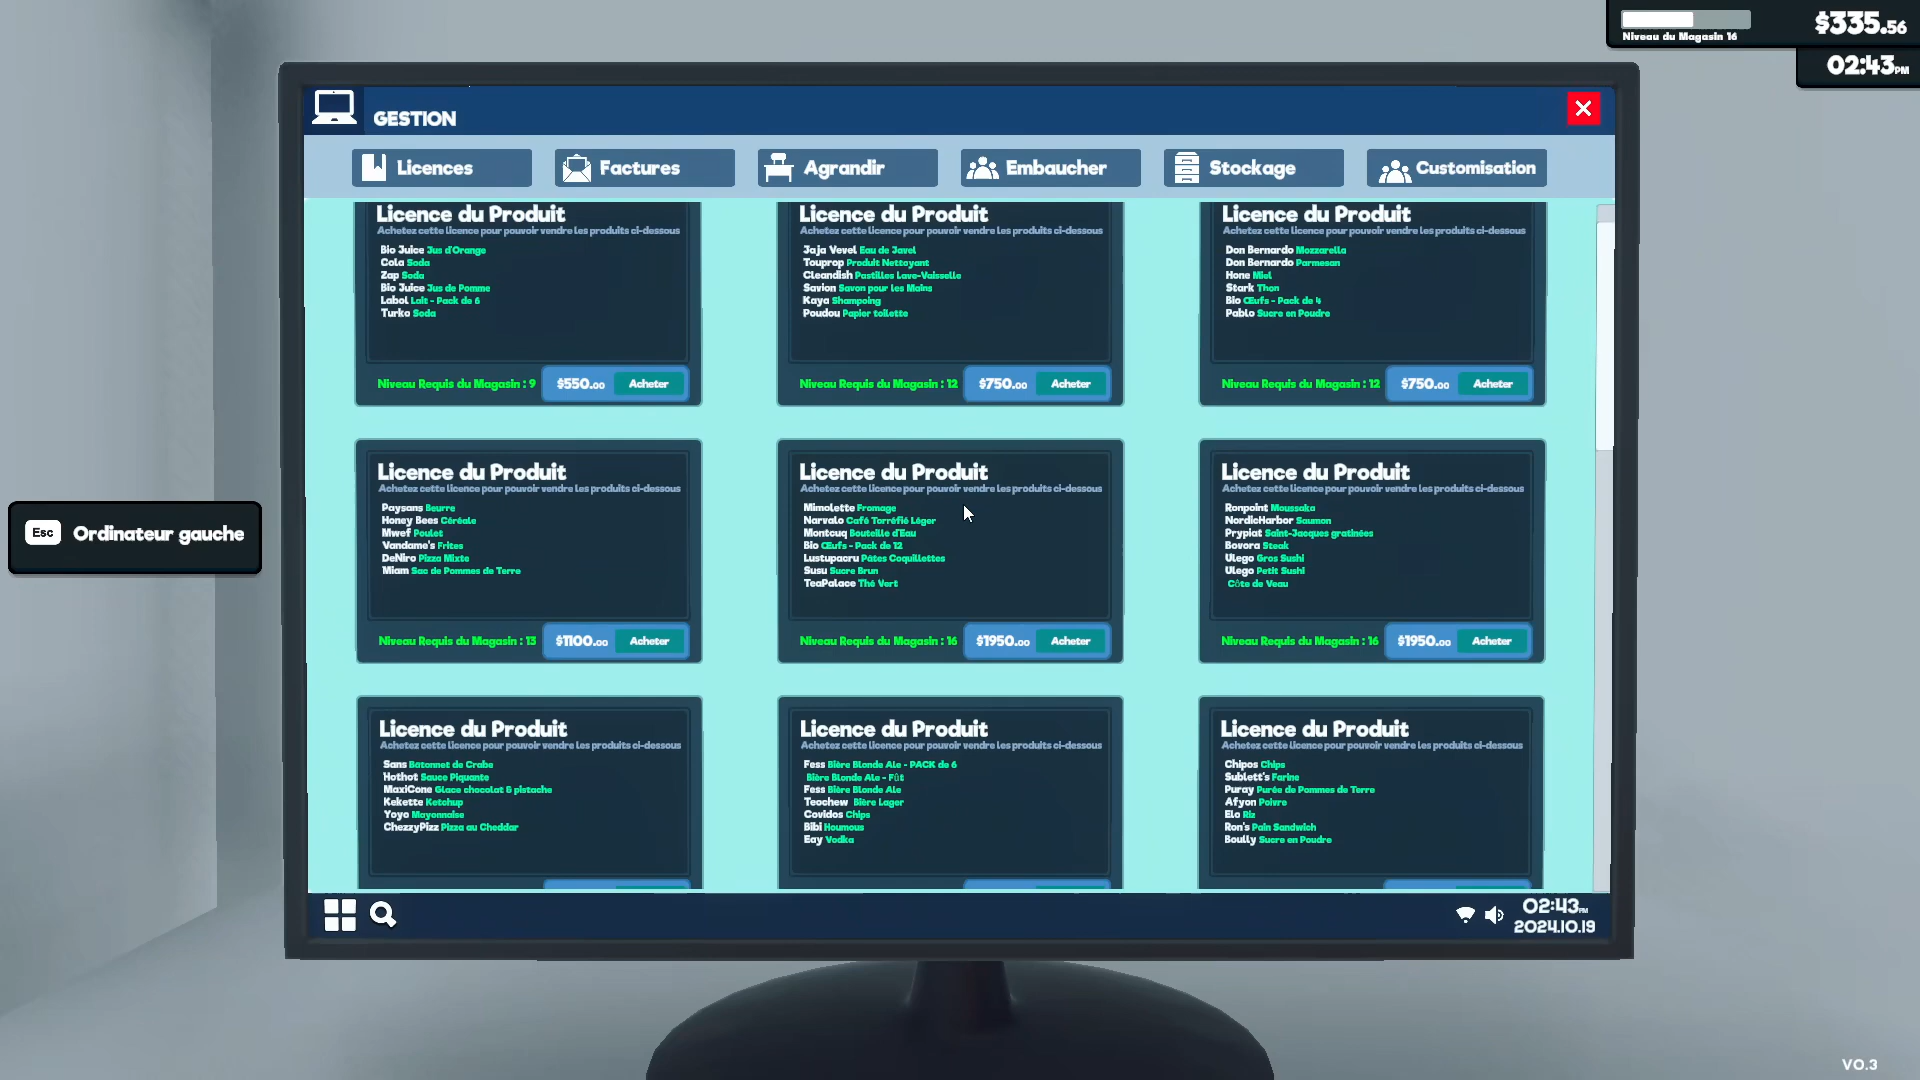 $335.56
Niveau du Magasin 16
02:43PM
GESTION
Licences
Factures
Agrandir
Embaucher
Stockage
Customisation
Licence du Produit
Achetez cette licence pour pouvoir vendre les produits ci-dessous
Bio Juice Jus d'Orange
Cola Soda
Zap Soda
Bio Juice Jus de Pomme
Labol Lait - Pack de 6
Turka Soda
Niveau Requis du Magasin : 9
$550.00
Acheter
Licence du Produit
Achetez cette licence pour pouvoir vendre les produits ci-dessous
Jaja Vevel Eau de Javel
Touprop Produit Nettoyant
Cleandish Pastilles Lave-Vaisselle
Savion Savon pour les Mains
Kaya Shampoing
Poudou Papier toilette
Niveau Requis du Magasin : 12
$750.00
Acheter
Licence du Produit
Achetez cette licence pour pouvoir vendre les produits ci-dessous
Don Bernardo Mozzarella
Don Bernardo Parmesan
Hone Miel
Stark Thon
Bio Œufs - Pack de 4
Pablo Sucre en Poudre
Niveau Requis du Magasin : 12
$750.00
Acheter
Licence du Produit
Achetez cette licence pour pouvoir vendre les produits ci-dessous
Paysans Beurre
Honey Bees Céréale
Mwef Poulet
Vandame's Frites
DeNiro Pizza Mixte
Miam Sac de Pommes de Terre
Niveau Requis du Magasin : 13
$1100.00
Acheter
Licence du Produit
Achetez cette licence pour pouvoir vendre les produits ci-dessous
Mimolette Fromage
Narvalo Café Torréfié Léger
Montcuq Bouteille d'Eau
Bio Œufs - Pack de 12
Lustupacru Pâtes Coquillettes
Susu Sucre Brun
TeaPalace Thé Vert
Niveau Requis du Magasin : 16
$1950.00
Acheter
Licence du Produit
Achetez cette licence pour pouvoir vendre les produits ci-dessous
Ronpoint Moussaka
NordicHarbor Saumon
Prypiat Saint-Jacques gratinées
Bovora Steak
Ulego Gros Sushi
Ulego Petit Sushi
Côte de Veau
Niveau Requis du Magasin : 16
$1950.00
Acheter
Licence du Produit
Achetez cette licence pour pouvoir vendre les produits ci-dessous
Sans Batonnet de Crabe
Hothot Sauce Piquante
MaxiCone Glace chocolat & pistache
Kekette Ketchup
Yoyo Mayonnaise
ChezzyPizz Pizza au Cheddar
Licence du Produit
Achetez cette licence pour pouvoir vendre les produits ci-dessous
Fess Bière Blonde Ale - PACK de 6
Bière Blonde Ale - Fût
Fess Bière Blonde Ale
Teochew Bière Lager
Covidos Chips
Bibi Houmous
Eay Vodka
Licence du Produit
Achetez cette licence pour pouvoir vendre les produits ci-dessous
Chipos Chips
Sublett's Farine
Puray Purée de Pommes de Terre
Afyon Poivre
Elo Riz
Ron's Pain Sandwich
Boully Sucre en Poudre
Esc Ordinateur gauche
02:43PM
2024.10.19
V0.3